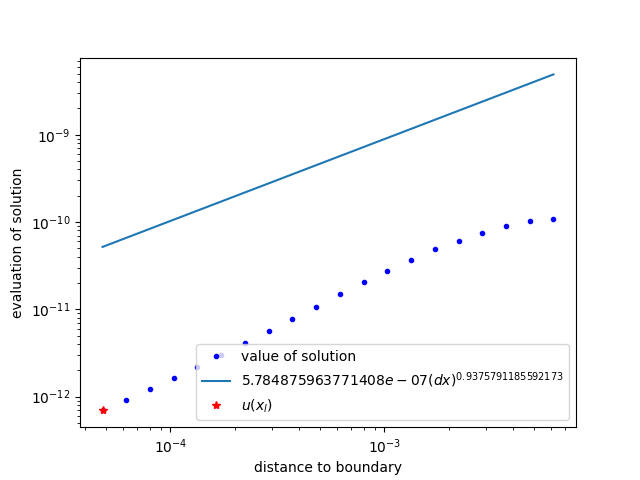 evaluation of solution
10^{-9}
10^{-10}
10^{-11}
10^{-12}
value of solution
5.784875963771408e − 07(dx)^{0.9375791185592173}
u(x_I)
10^{-4}
10^{-3}
distance to boundary